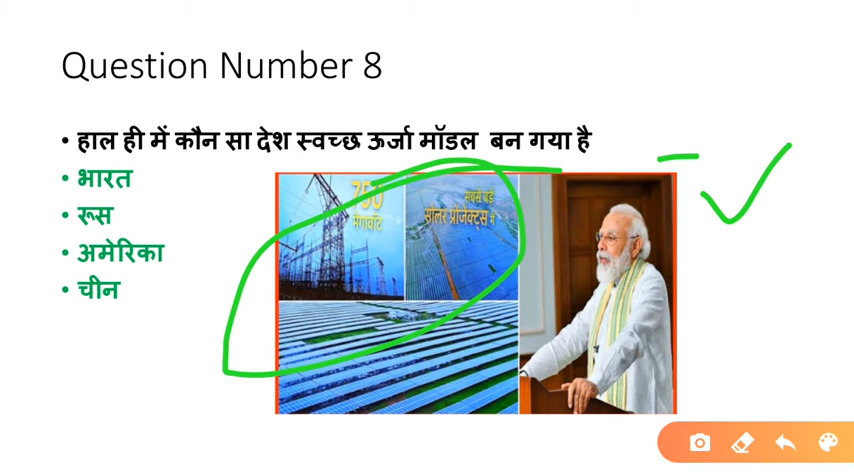 Question Number 8
• हाल ही में कौन सा देश स्वच्छ ऊर्जा मॉडल बन गया है
• भारत
• रूस
• अमेरिका
• चीन
750
मेगावॉट
सबसे बड़े
सोलर प्रोजेक्ट्स में